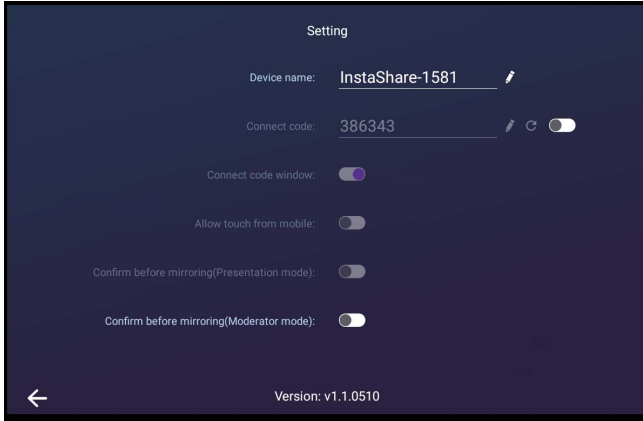 Setting
Device name: InstaShare-1581
Connect code: 386343
Connect code window:
Allow touch from mobile:
Confirm before mirroring(Presentation mode):
Confirm before mirroring(Moderator mode):
Version: v1.1.0510